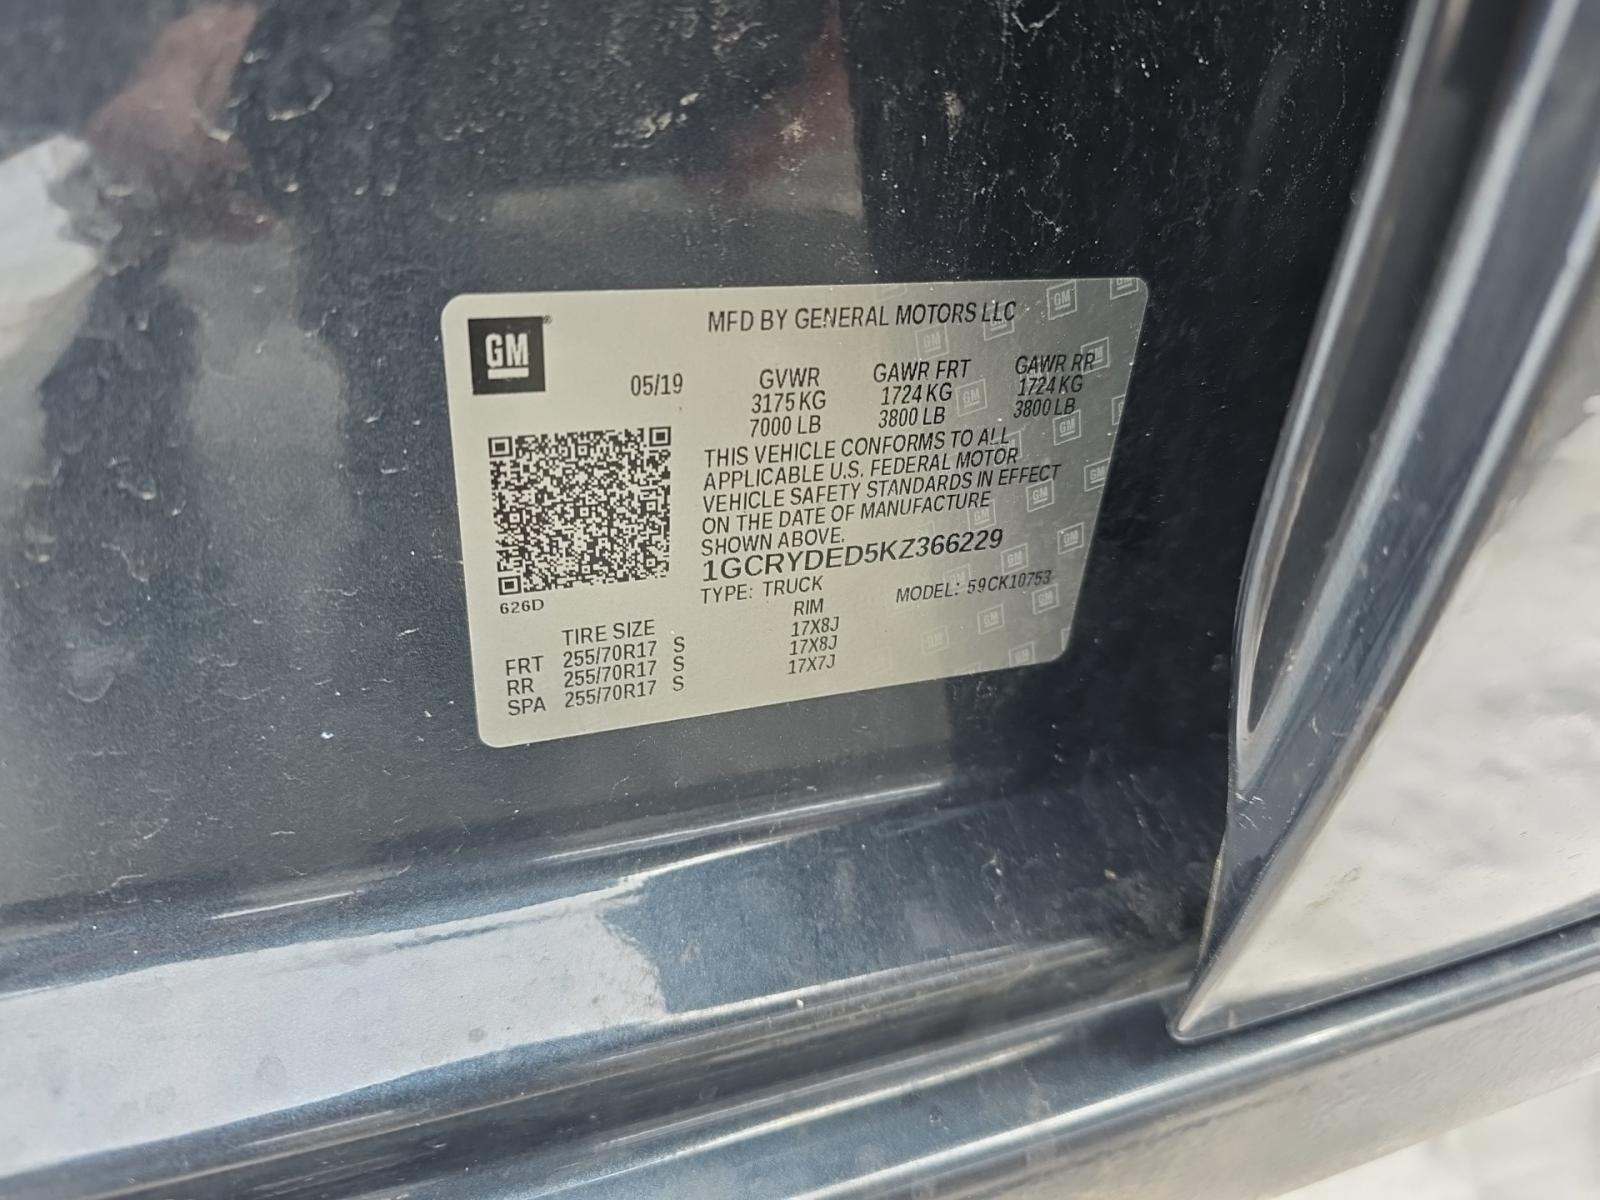 GM
MFD BY GENERAL MOTORS LLC
05/19
GVWR GAWR FRT GAWR RR
3175 KG 1724 KG 1724 KG
7000 LB 3800 LB 3800 LB
THIS VEHICLE CONFORMS TO ALL
APPLICABLE U.S. FEDERAL MOTOR
VEHICLE SAFETY STANDARDS IN EFFECT
ON THE DATE OF MANUFACTURE
SHOWN ABOVE.
1GCRYDED5KZ366229
TYPE: TRUCK MODEL: 59CK10753
626D
TIRE SIZE RIM
FRT 255/70R17 S 17X8J
RR 255/70R17 S 17X8J
SPA 255/70R17 S 17X7J